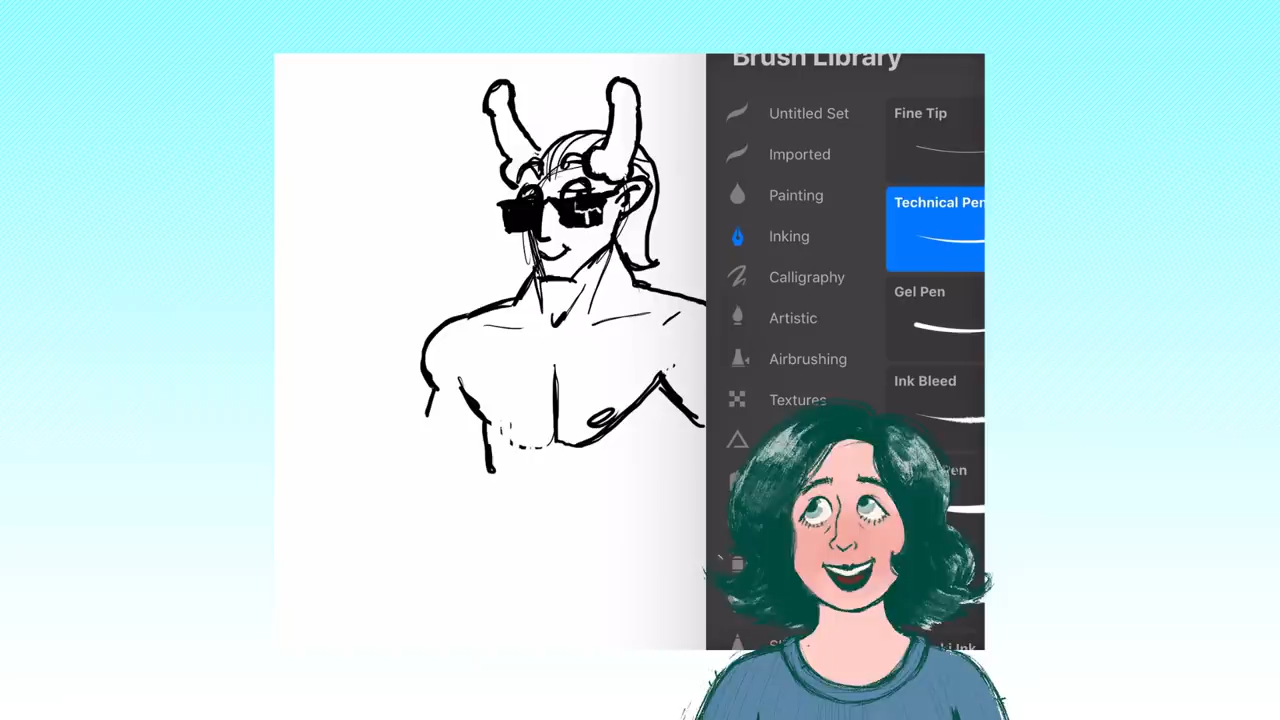 Brush Library
Untitled Set
Imported
Painting
Inking
Calligraphy
Artistic
Airbrushing
Textures
Fine Tip
Technical Pen
Gel Pen
Ink Bleed